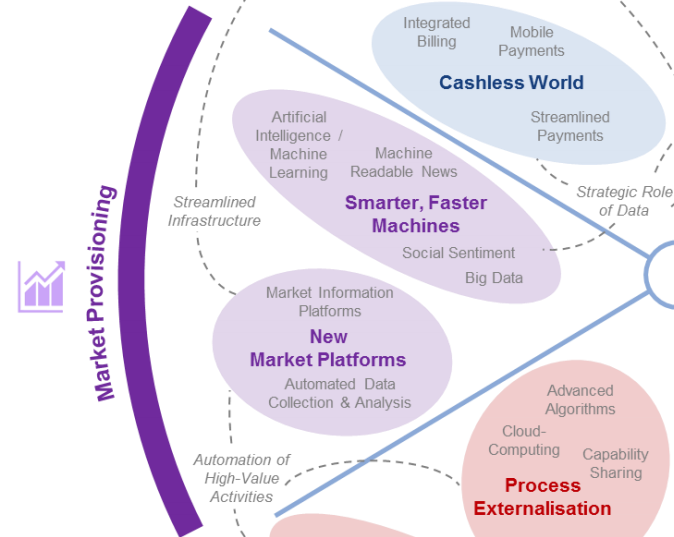 Integrated
Billing
Mobile
Payments
Cashless World
Streamlined
Payments
Artificial
Intelligence /
Machine
Learning
Machine
Readable News
Smarter, Faster
Machines
Social Sentiment
Big Data
Strategic Role
of Data
Streamlined
Infrastructure
Market Provisioning
Market Information
Platforms
New
Market Platforms
Automated Data
Collection & Analysis
Automation of
High-Value
Activities
Advanced
Algorithms
Cloud-
Computing
Capability
Sharing
Process
Externalisation